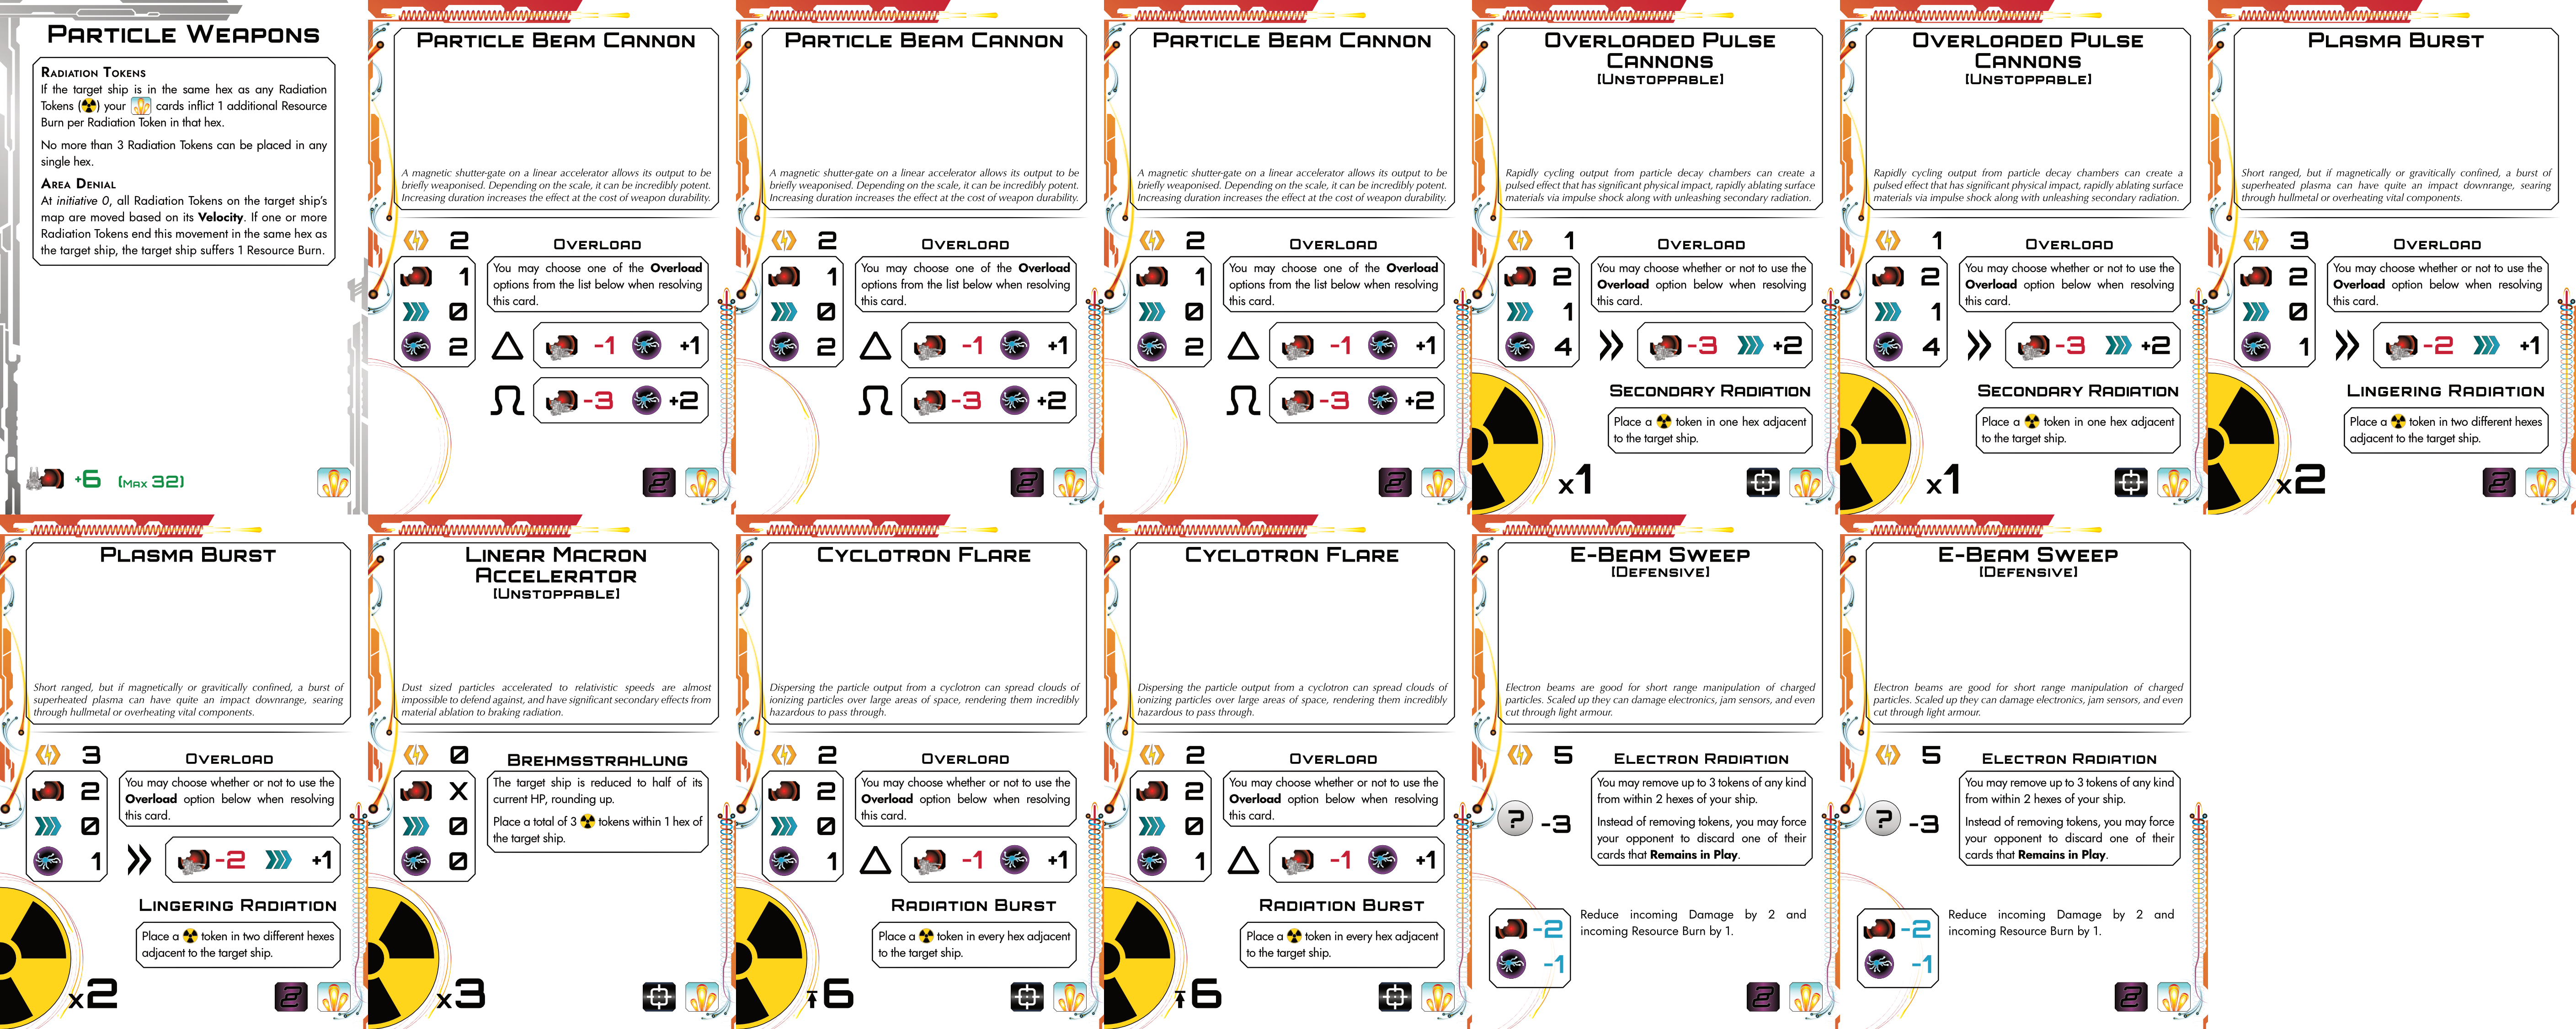 Particle Weapons
Radiation Tokens
If the target ship is in the same hex as any Radiation
Tokens () your cards inflict 1 additional Resource
Burn per Radiation Token in that hex.
No more than 3 Radiation Tokens can be placed in any
single hex.
Area Denial
At initiative 0, all Radiation Tokens on the target ship's
map are moved based on its Velocity. If one or more
Radiation Tokens end this movement in the same hex as
the target ship, the target ship suffers 1 Resource Burn.
+6 (Max 32)
Particle Beam Cannon
A magnetic shutter-gate on a linear accelerator allows its output to be
briefly weaponised. Depending on the scale, it can be incredibly potent.
Increasing duration increases the effect at the cost of weapon durability.
2
1
0
2
Overload
You may choose one of the Overload
options from the list below when resolving
this card.
△ -1 +1
Ω -3 +2
2
Particle Beam Cannon
A magnetic shutter-gate on a linear accelerator allows its output to be
briefly weaponised. Depending on the scale, it can be incredibly potent.
Increasing duration increases the effect at the cost of weapon durability.
2
1
0
2
Overload
You may choose one of the Overload
options from the list below when resolving
this card.
△ -1 +1
Ω -3 +2
2
Particle Beam Cannon
A magnetic shutter-gate on a linear accelerator allows its output to be
briefly weaponised. Depending on the scale, it can be incredibly potent.
Increasing duration increases the effect at the cost of weapon durability.
2
1
0
2
Overload
You may choose one of the Overload
options from the list below when resolving
this card.
△ -1 +1
Ω -3 +2
2
Overloaded Pulse
Cannons
[Unstoppable]
Rapidly cycling output from particle decay chambers can create a
pulsed effect that has significant physical impact, rapidly ablating surface
materials via impulse shock along with unleashing secondary radiation.
1
2
1
4
Overload
You may choose whether or not to use the
Overload option below when resolving
this card.
-3 +2
Secondary Radiation
Place a token in one hex adjacent
to the target ship.
x1
Overloaded Pulse
Cannons
[Unstoppable]
Rapidly cycling output from particle decay chambers can create a
pulsed effect that has significant physical impact, rapidly ablating surface
materials via impulse shock along with unleashing secondary radiation.
1
2
1
4
Overload
You may choose whether or not to use the
Overload option below when resolving
this card.
-3 +2
Secondary Radiation
Place a token in one hex adjacent
to the target ship.
x1
Plasma Burst
Short ranged, but if magnetically or gravitically confined, a burst of
superheated plasma can have quite an impact downrange, searing
through hullmetal or overheating vital components.
3
2
0
1
Overload
You may choose whether or not to use the
Overload option below when resolving
this card.
-2 +1
Lingering Radiation
Place a token in two different hexes
adjacent to the target ship.
x2
2
Plasma Burst
Short ranged, but if magnetically or gravitically confined, a burst of
superheated plasma can have quite an impact downrange, searing
through hullmetal or overheating vital components.
3
2
0
1
Overload
You may choose whether or not to use the
Overload option below when resolving
this card.
-2 +1
Lingering Radiation
Place a token in two different hexes
adjacent to the target ship.
x2
2
Linear Macron
Accelerator
[Unstoppable]
Dust sized particles accelerated to relativistic speeds are almost
impossible to defend against, and have significant secondary effects from
material ablation to braking radiation.
0
X
0
0
Brehmsstrahlung
The target ship is reduced to half of its
current HP, rounding up.
Place a total of 3 tokens within 1 hex of
the target ship.
x3
Cyclotron Flare
Dispersing the particle output from a cyclotron can spread clouds of
ionizing particles over large areas of space, rendering them incredibly
hazardous to pass through.
2
2
0
1
Overload
You may choose whether or not to use the
Overload option below when resolving
this card.
△ -1 +1
Radiation Burst
Place a token in every hex adjacent
to the target ship.
6
Cyclotron Flare
Dispersing the particle output from a cyclotron can spread clouds of
ionizing particles over large areas of space, rendering them incredibly
hazardous to pass through.
2
2
0
1
Overload
You may choose whether or not to use the
Overload option below when resolving
this card.
△ -1 +1
Radiation Burst
Place a token in every hex adjacent
to the target ship.
6
E-Beam Sweep
[Defensive]
Electron beams are good for short range manipulation of charged
particles. Scaled up they can damage electronics, jam sensors, and even
cut through light armour.
5
? -3
Electron Radiation
You may remove up to 3 tokens of any kind
from within 2 hexes of your ship.
Instead of removing tokens, you may force
your opponent to discard one of their
cards that Remains in Play.
-2
-1
Reduce incoming Damage by 2 and
incoming Resource Burn by 1.
2
E-Beam Sweep
[Defensive]
Electron beams are good for short range manipulation of charged
particles. Scaled up they can damage electronics, jam sensors, and even
cut through light armour.
5
? -3
Electron Radiation
You may remove up to 3 tokens of any kind
from within 2 hexes of your ship.
Instead of removing tokens, you may force
your opponent to discard one of their
cards that Remains in Play.
-2
-1
Reduce incoming Damage by 2 and
incoming Resource Burn by 1.
2